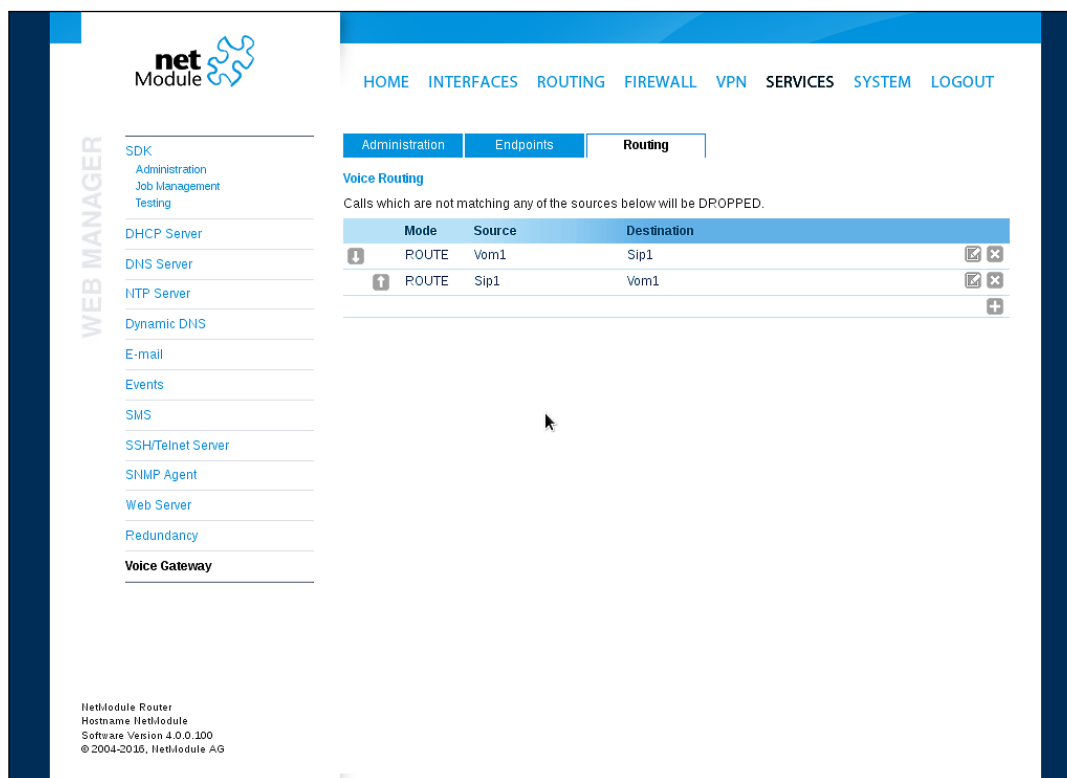 net
Module
HOME INTERFACES ROUTING FIREWALL VPN SERVICES SYSTEM LOGOUT
WEB MANAGER
SDK
Administration
Job Management
Testing
DHCP Server
DNS Server
NTP Server
Dynamic DNS
E-mail
Events
SMS
SSH/Telnet Server
SNMP Agent
Web Server
Redundancy
Voice Gateway
Administration Endpoints Routing
Voice Routing
Calls which are not matching any of the sources below will be DROPPED.
Mode Source Destination
ROUTE Vom1 Sip1
ROUTE Sip1 Vom1
NetModule Router
Hostname NetModule
Software Version 4.0.0.100
© 2004-2016, NetModule AG